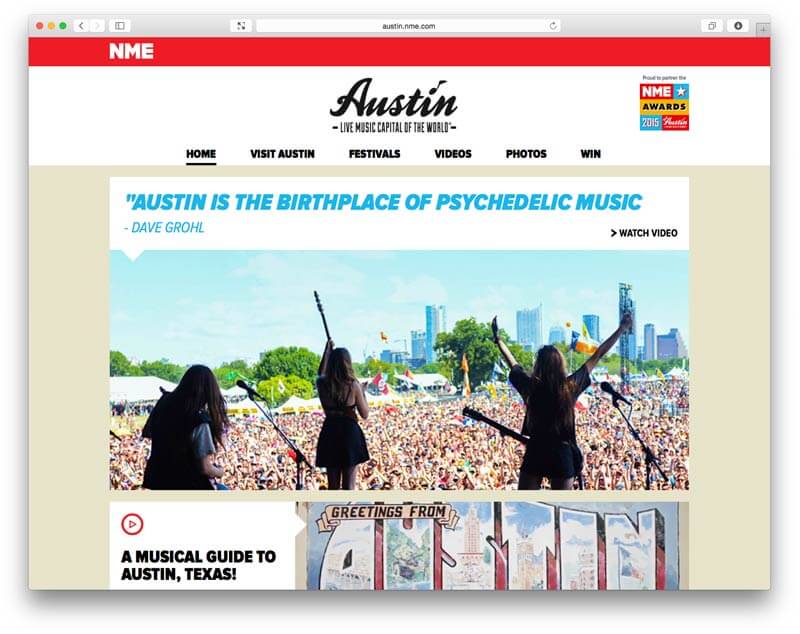 austin.nme.com
NME
Proud to partner the
NME
AWARDS
2015 Austin
Austin
LIVE MUSIC CAPITAL OF THE WORLD
HOME VISIT AUSTIN FESTIVALS VIDEOS PHOTOS WIN
"AUSTIN IS THE BIRTHPLACE OF PSYCHEDELIC MUSIC
- DAVE GROHL
> WATCH VIDEO
GREETINGS FROM
AUSTIN
A MUSICAL GUIDE TO
AUSTIN, TEXAS!